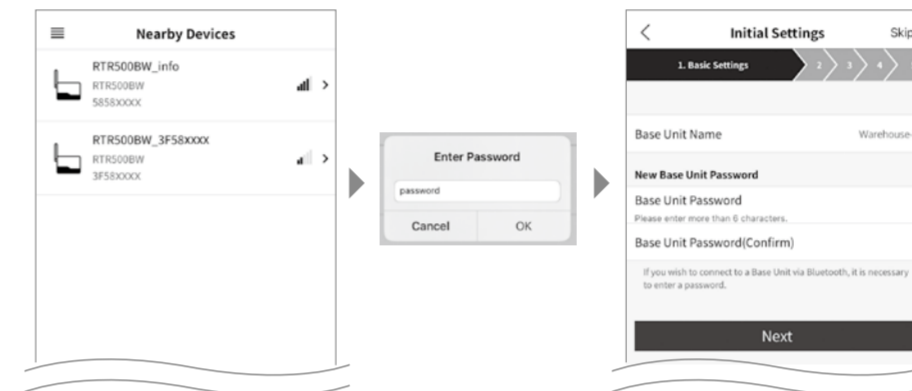 Nearby Devices
RTR500BW_info
RTR500BW
5858XXXX
RTR500BW_3F58XXXX
RTR500BW
3F58XXXX
Enter Password
password
Cancel OK
Initial Settings Skip
1. Basic Settings 2 3 4
Base Unit Name Warehouse
New Base Unit Password
Base Unit Password
Please enter more than 6 characters.
Base Unit Password(Confirm)
If you wish to connect to a Base Unit via Bluetooth, it is necessary
to enter a password.
Next